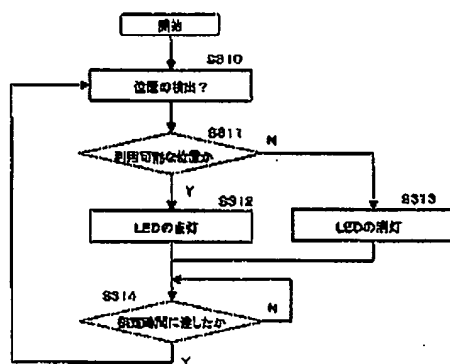 開始
S310
位置の検出?
S311
利用可能な位置か
N
Y
S312
LEDの点灯
S313
LEDの消灯
S314
時間に達したか
N
Y